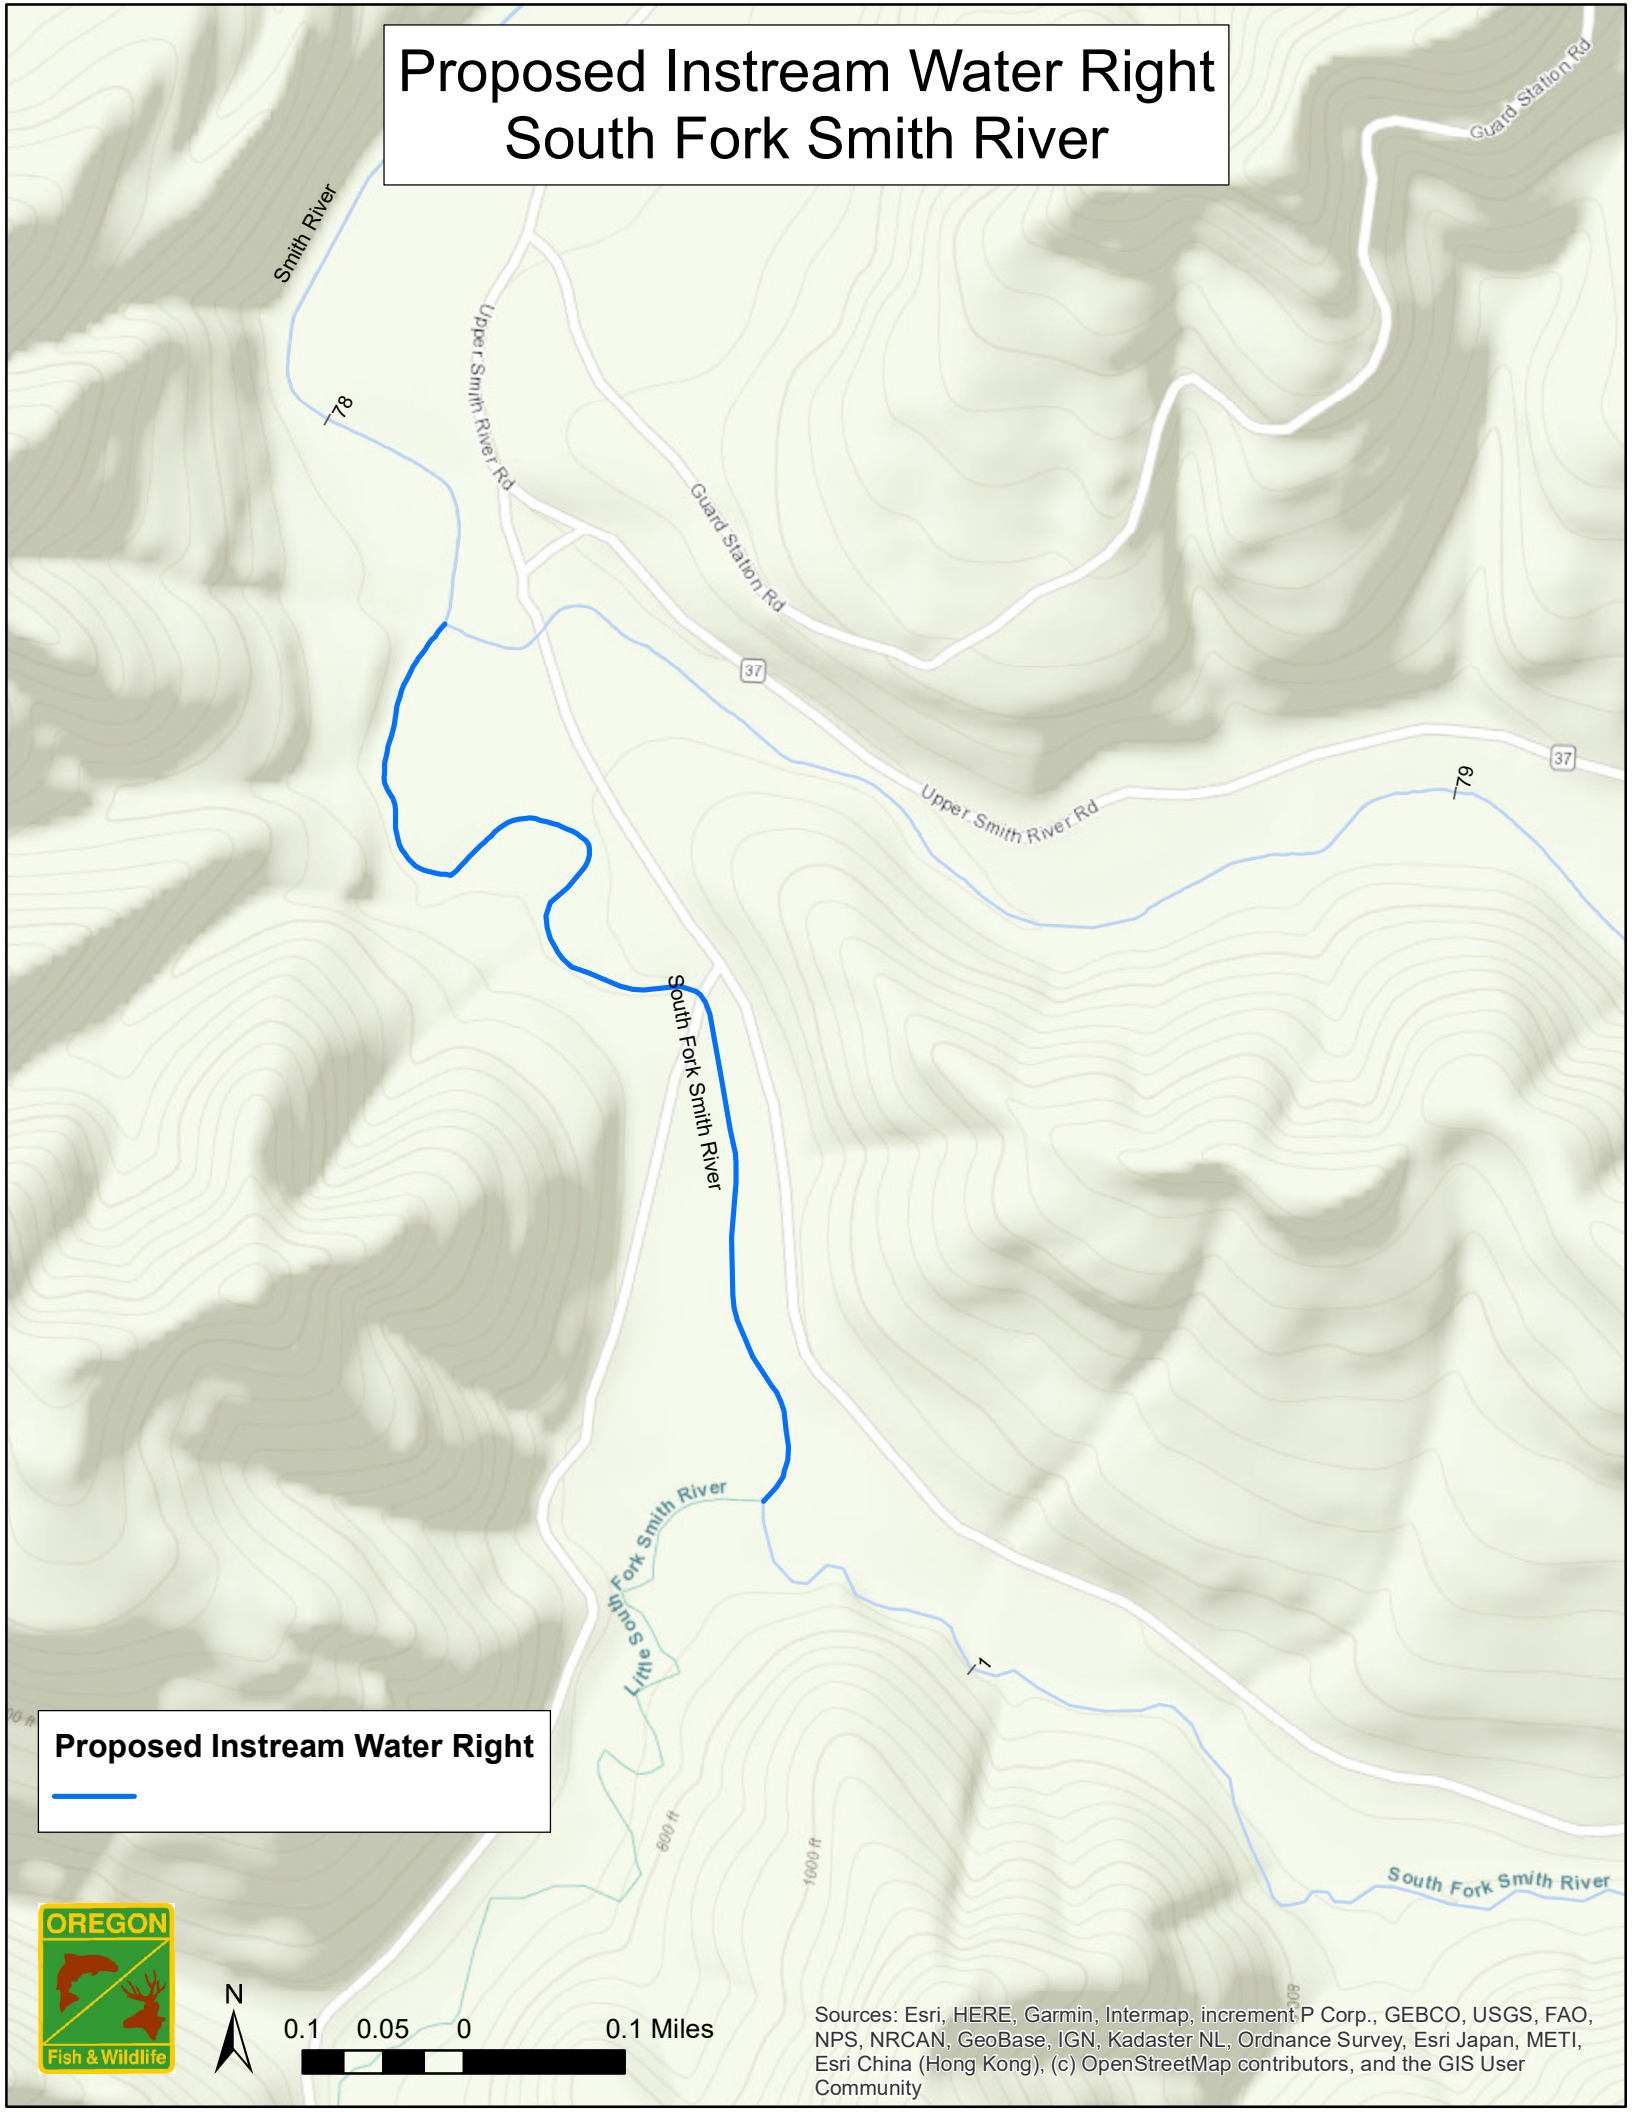 Proposed Instream Water Right
South Fork Smith River
Guard Station Rd
Smith River
Upper Smith River Rd
78
Guard Station Rd
37
37
79
Upper Smith River Rd
South Fork Smith River
Little South Fork Smith River
1
Proposed Instream Water Right
800 ft
1000 ft
South Fork Smith River
OREGON
Fish & Wildlife
N
0.1 0.05 0 0.1 Miles
Sources: Esri, HERE, Garmin, Intermap, increment P Corp., GEBCO, USGS, FAO,
NPS, NRCAN, GeoBase, IGN, Kadaster NL, Ordnance Survey, Esri Japan, METI,
Esri China (Hong Kong), (c) OpenStreetMap contributors, and the GIS User
Community